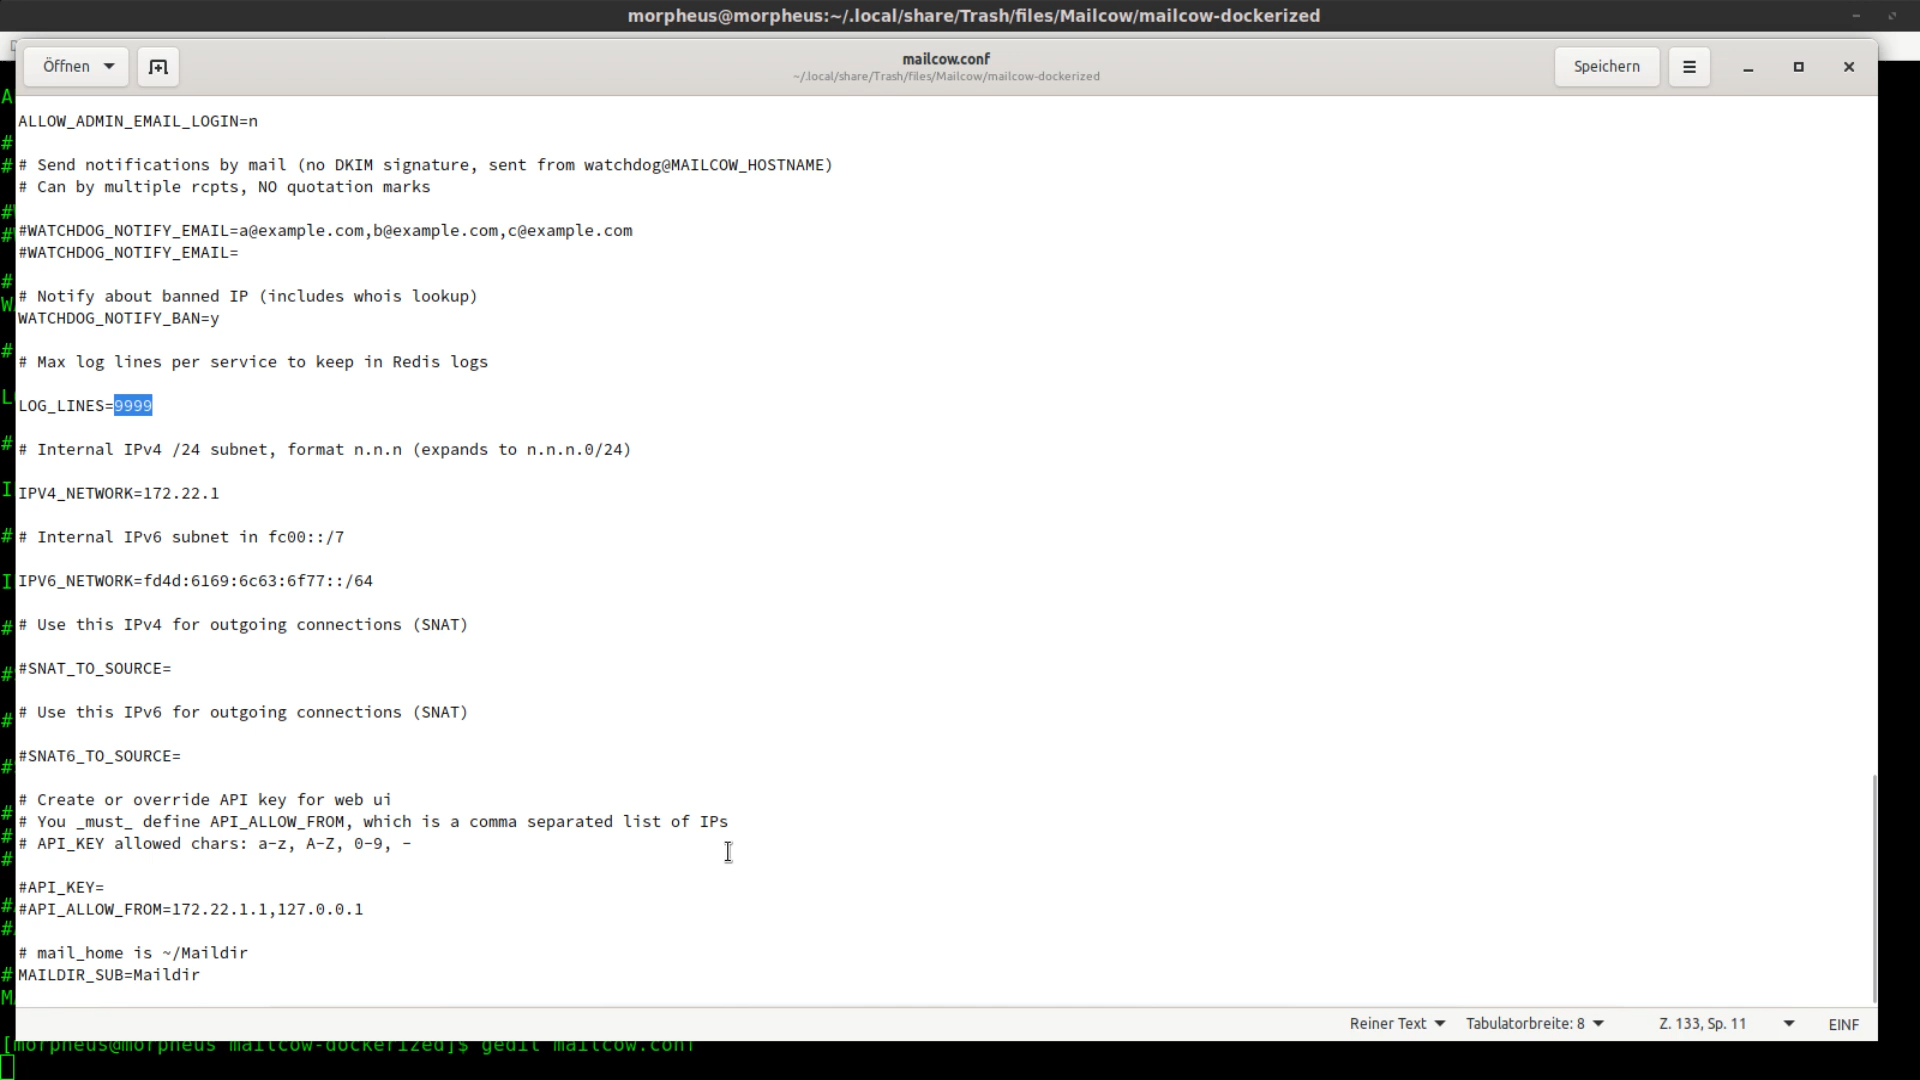 morpheus@morpheus:~/.local/share/Trash/files/Mailcow/mailcow-dockerized
Öffnen
mailcow.conf
~/.local/share/Trash/files/Mailcow/mailcow-dockerized
Speichern
ALLOW_ADMIN_EMAIL_LOGIN=n
# Send notifications by mail (no DKIM signature, sent from watchdog@MAILCOW_HOSTNAME)
# Can by multiple rcpts, NO quotation marks
#WATCHDOG_NOTIFY_EMAIL=a@example.com,b@example.com,c@example.com
#WATCHDOG_NOTIFY_EMAIL=
# Notify about banned IP (includes whois lookup)
WATCHDOG_NOTIFY_BAN=y
# Max log lines per service to keep in Redis logs
LOG_LINES=9999
# Internal IPv4 /24 subnet, format n.n.n (expands to n.n.n.0/24)
IPV4_NETWORK=172.22.1
# Internal IPv6 subnet in fc00::/7
IPV6_NETWORK=fd4d:6169:6c63:6f77::/64
# Use this IPv4 for outgoing connections (SNAT)
#SNAT_TO_SOURCE=
# Use this IPv6 for outgoing connections (SNAT)
#SNAT6_TO_SOURCE=
# Create or override API key for web ui
# You _must_ define API_ALLOW_FROM, which is a comma separated list of IPs
# API_KEY allowed chars: a-z, A-Z, 0-9, -
#API_KEY=
#API_ALLOW_FROM=172.22.1.1,127.0.0.1
# mail_home is ~/Maildir
MAILDIR_SUB=Maildir
Reiner Text Tabulatorbreite: 8 Z. 133, Sp. 11 EINF
[morpheus@morpheus mailcow-dockerized]$ gedit mailcow.conf